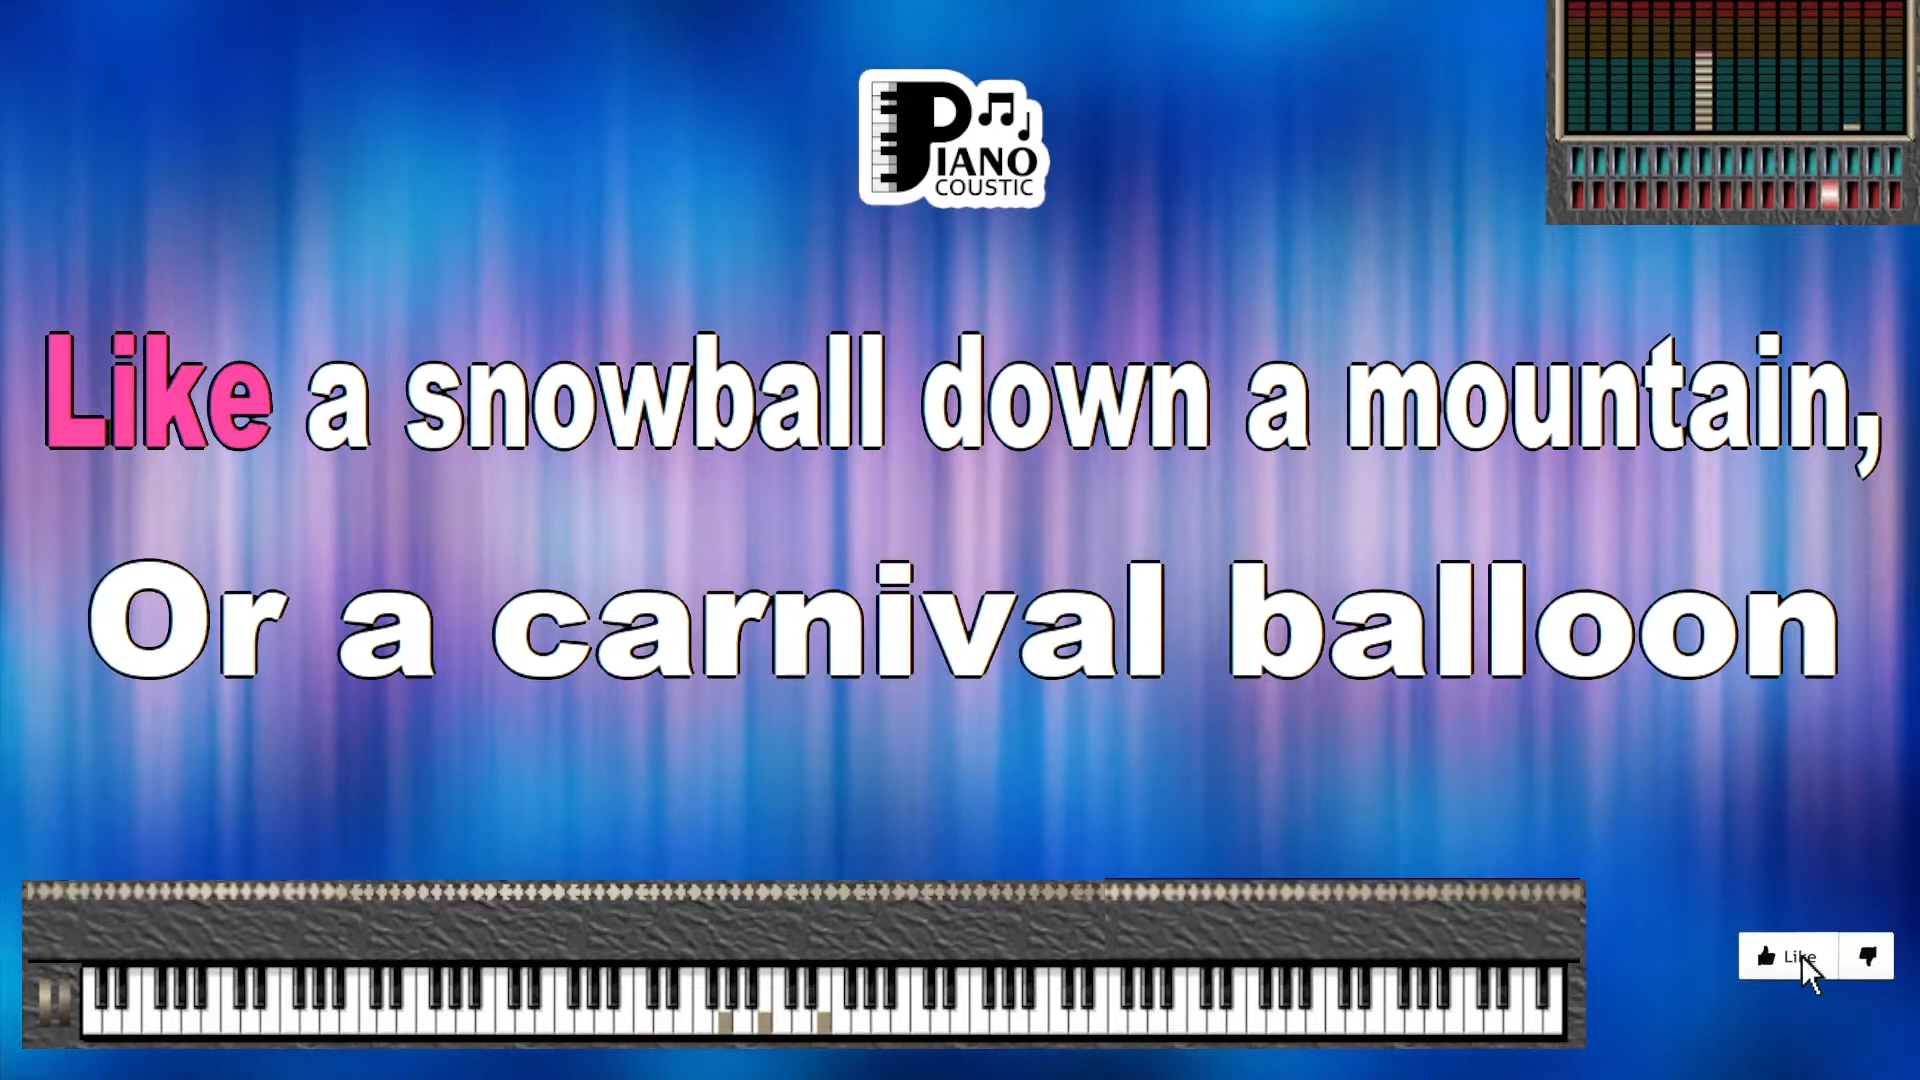 PIANO
COUSTIC
Like a snowball down a mountain,
Or a carnival balloon
Like